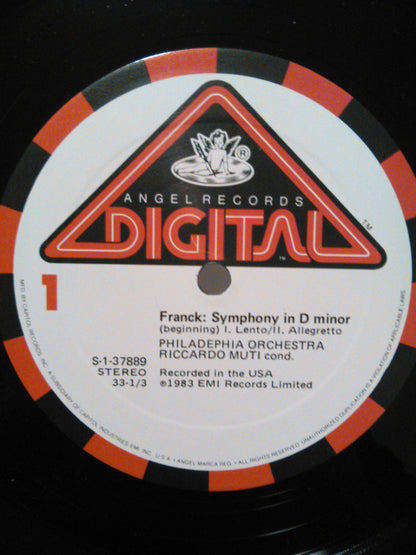 ®
ANGEL RECORDS
DIGITAL
TM
TM
1
Franck: Symphony in D minor
(beginning) I. Lento/II. Allegretto
PHILADEPHIA ORCHESTRA
RICCARDO MUTI cond.
S-1-37889
STEREO
33-1/3
Recorded in the USA
℗1983 EMI Records Limited
MFD. BY CAPITOL RECORDS, INC. A SUBSIDIARY OF CAPITOL INDUSTRIES-EMI, INC. U.S.A. • ANGEL MARCA REG. • ALL RIGHTS RESERVED. UNAUTHORIZED DUPLICATION IS A VIOLATION OF APPLICABLE LAWS.